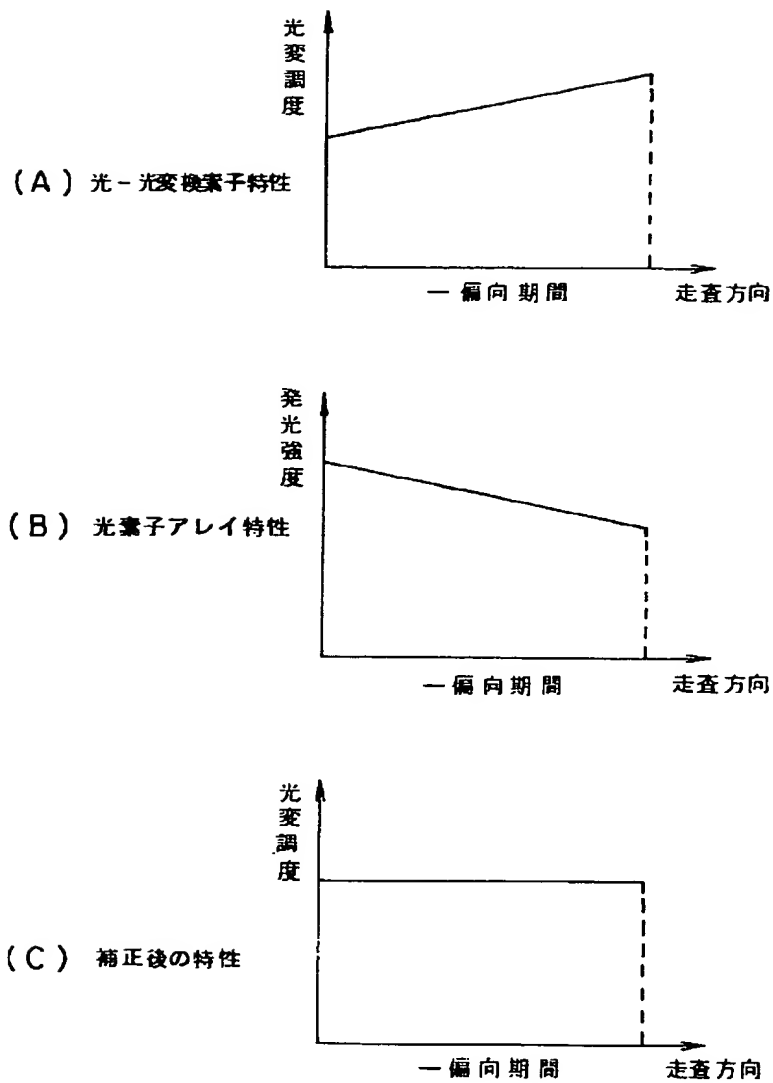 光変調度
(A) 光-光変換素子特性
一偏向期間
走査方向
発光強度
(B) 光素子アレイ特性
一偏向期間
走査方向
光変調度
(C) 補正後の特性
一偏向期間
走査方向